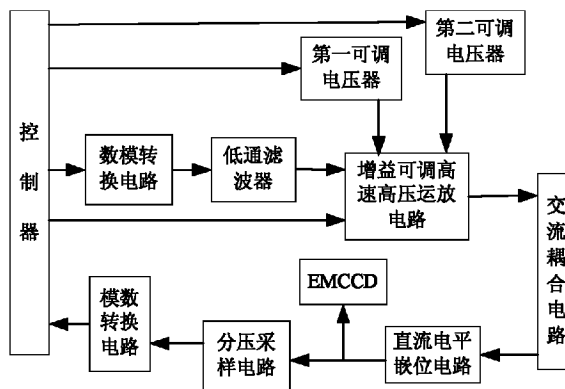 第二可调
电压器
第一可调
电压器
控
制
器
数模转
换电路
低通滤
波器
增益可调高
速高压运放
电路
交
流
耦
合
电
路
EMCCD
模数
转换
电路
分压采
样电路
直流电平
嵌位电路